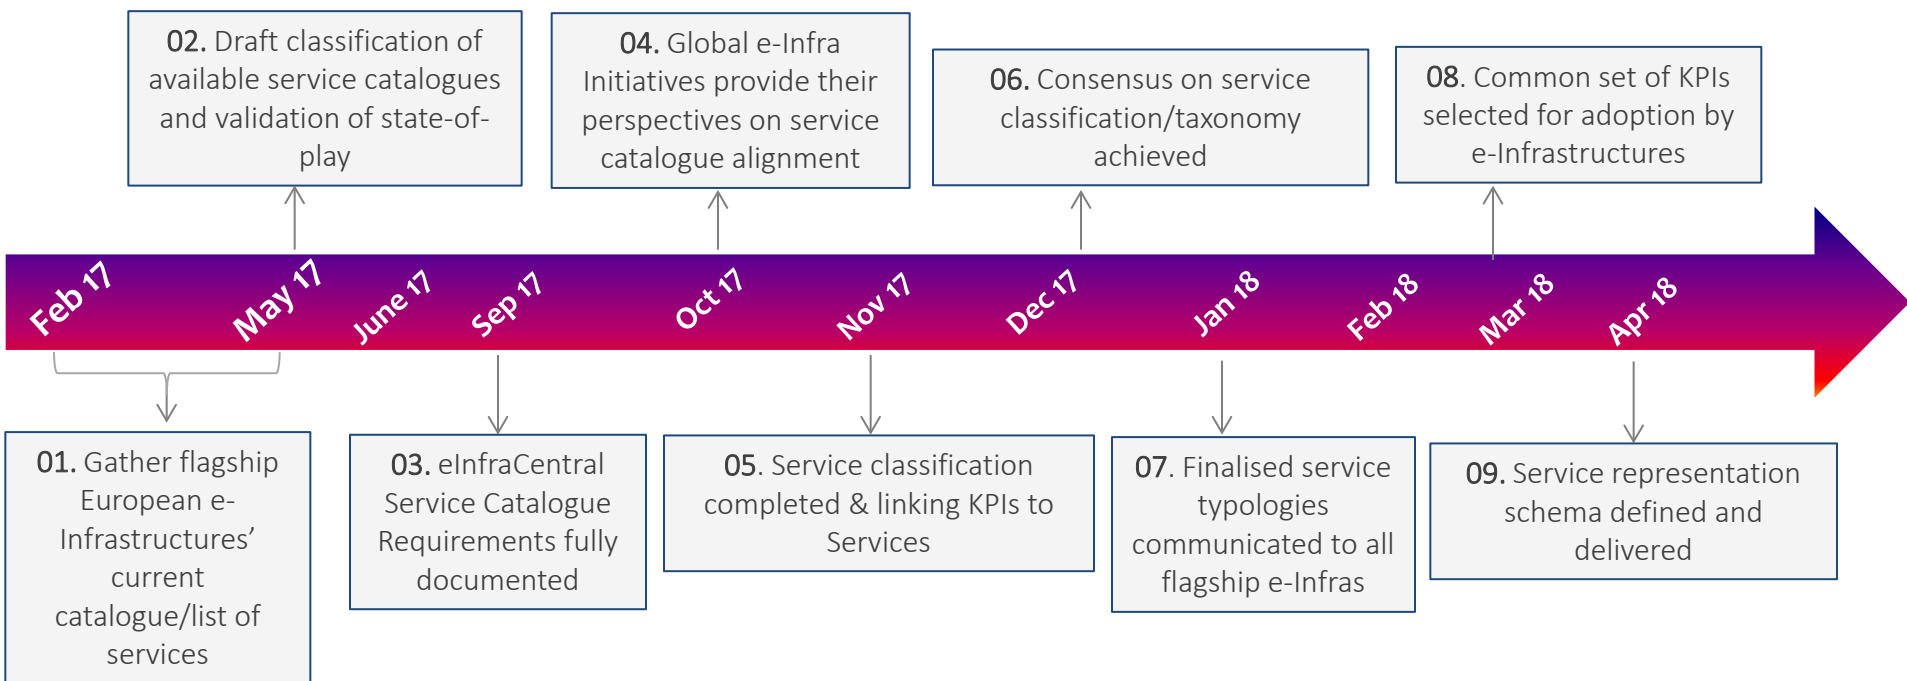 02. Draft classification of
available service catalogues
and validation of state-of-
play
04. Global e-Infra
Initiatives provide their
perspectives on service
catalogue alignment
06. Consensus on service
classification/taxonomy
achieved
08. Common set of KPIs
selected for adoption by
e-Infrastructures
Feb 17
May 17
June 17
Sep 17
Oct 17
Nov 17
Dec 17
Jan 18
Feb 18
Mar 18
Apr 18
01. Gather flagship
European e-
Infrastructures’
current
catalogue/list of
services
03. eInfraCentral
Service Catalogue
Requirements fully
documented
05. Service classification
completed & linking KPIs to
Services
07. Finalised service
typologies
communicated to all
flagship e-Infras
09. Service representation
schema defined and
delivered